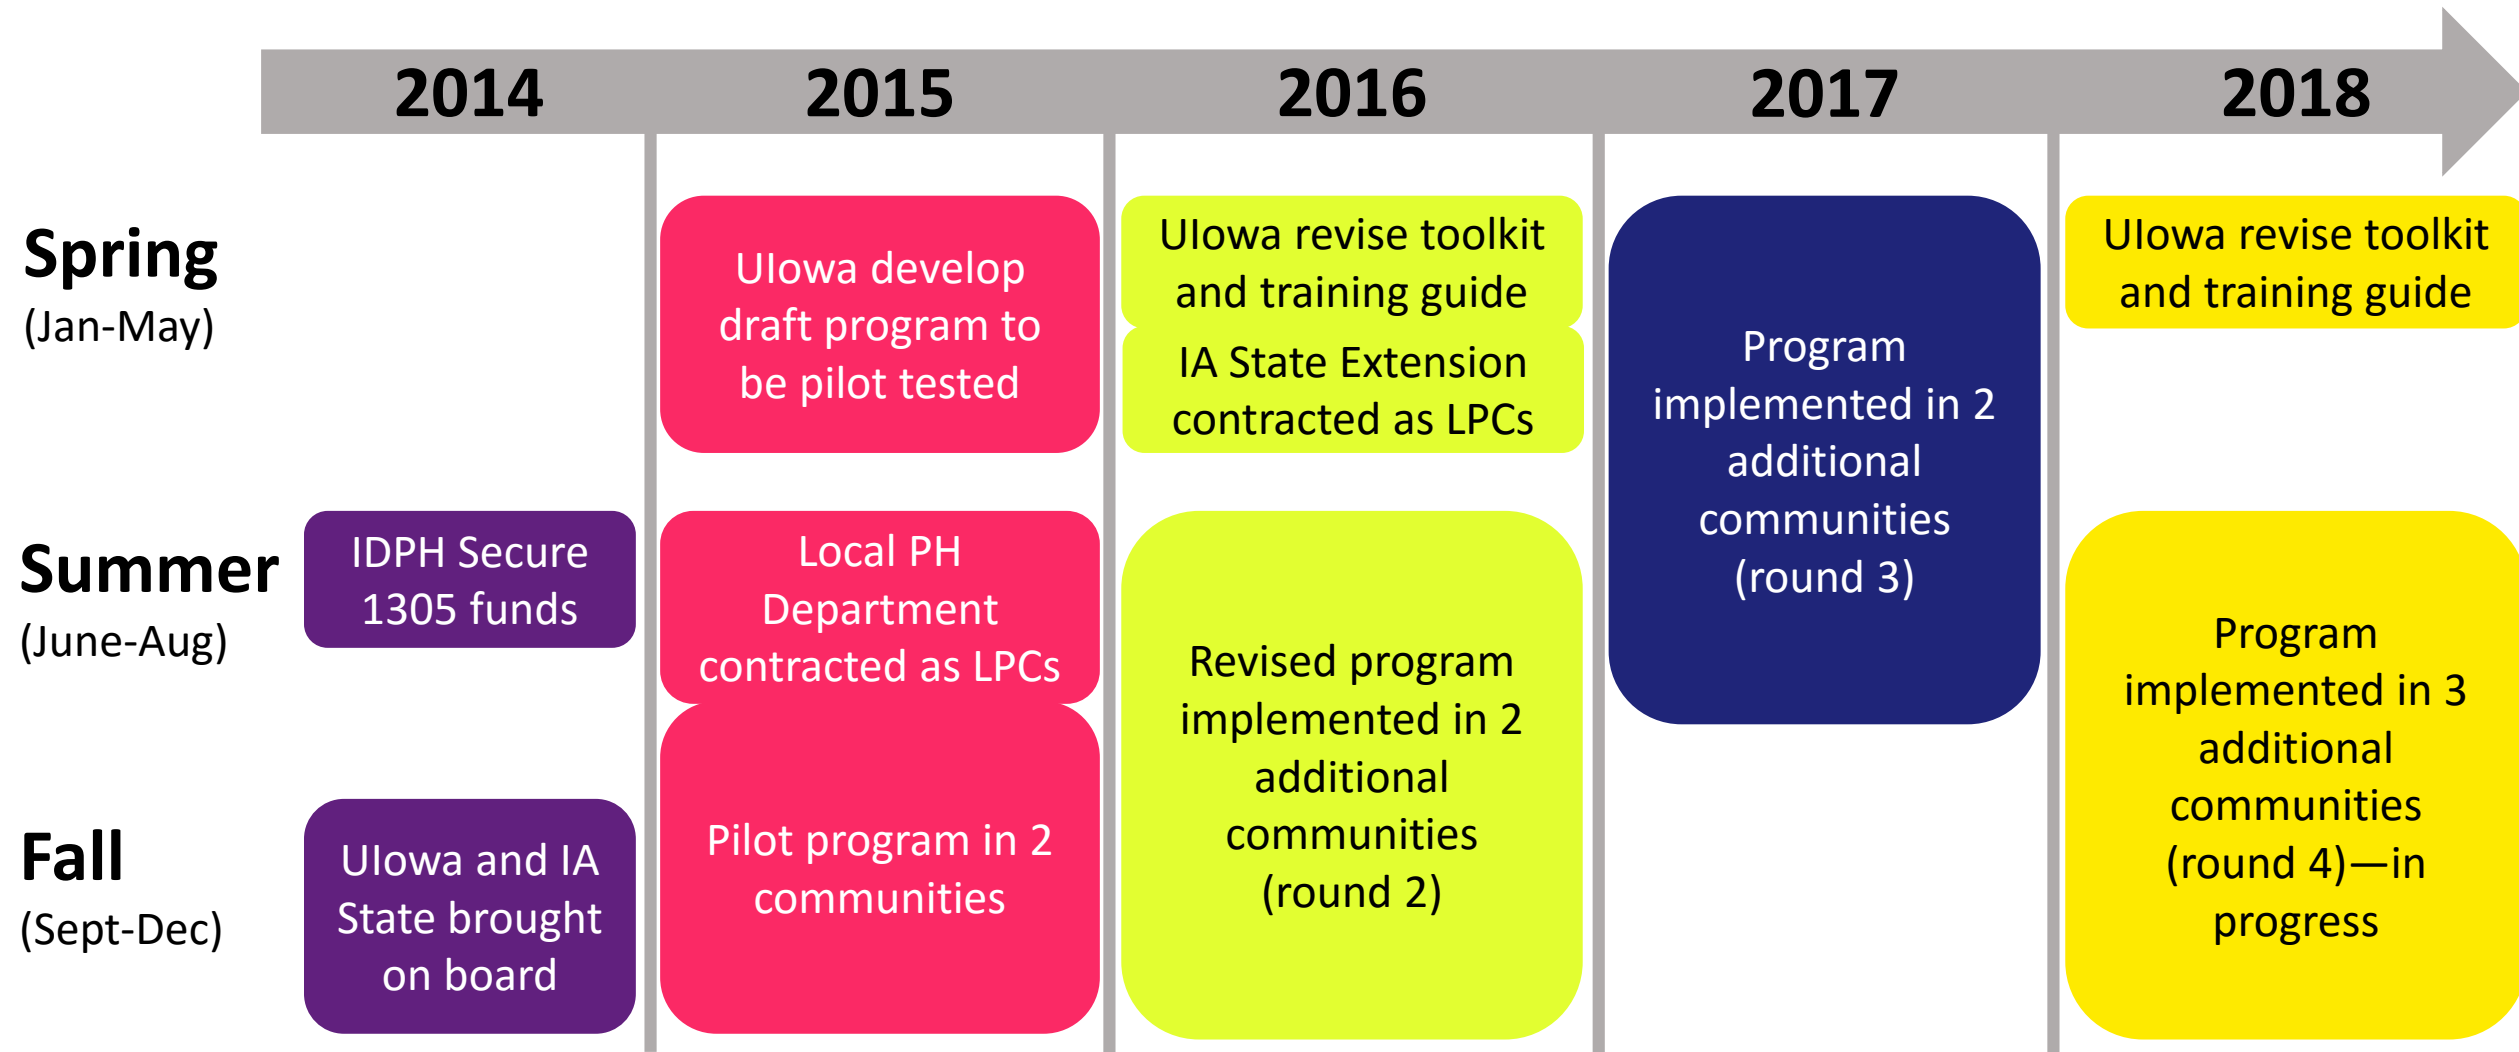 2014
2015
2016
2017
2018
Spring
(Jan-May)
UIowa develop
draft program to
be pilot tested
UIowa revise toolkit
and training guide
IA State Extension
contracted as LPCs
Program
implemented in 2
additional
communities
(round 3)
UIowa revise toolkit
and training guide
Summer
(June-Aug)
IDPH Secure
1305 funds
Local PH
Department
contracted as LPCs
Revised program
implemented in 2
additional
communities
(round 2)
Program
implemented in 3
additional
communities
(round 4)—in
progress
Fall
(Sept-Dec)
UIowa and IA
State brought
on board
Pilot program in 2
communities